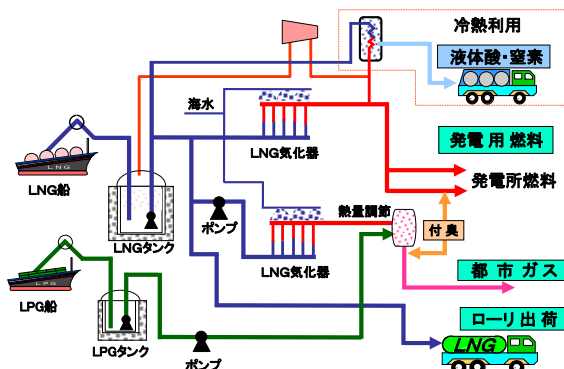 冷熱利用
液体酸・窒素
海水
LNG
LNG船
LNG気化器
発電用燃料
発電所燃料
LNGタンク
ポンプ
熱量調節
付臭
LNG気化器
都市ガス
LPG
LPG船
ローリ出荷
LPGタンク
ポンプ
LNG